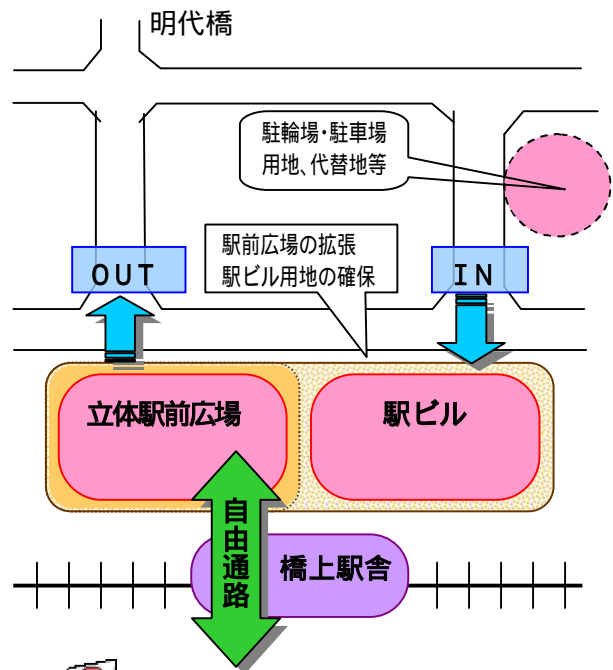 明代橋
駐輪場・駐車場
用地、代替地等
駅前広場の拡張
駅ビル用地の確保
OUT
IN
立体駅前広場
駅ビル
自由通路
橋上駅舎